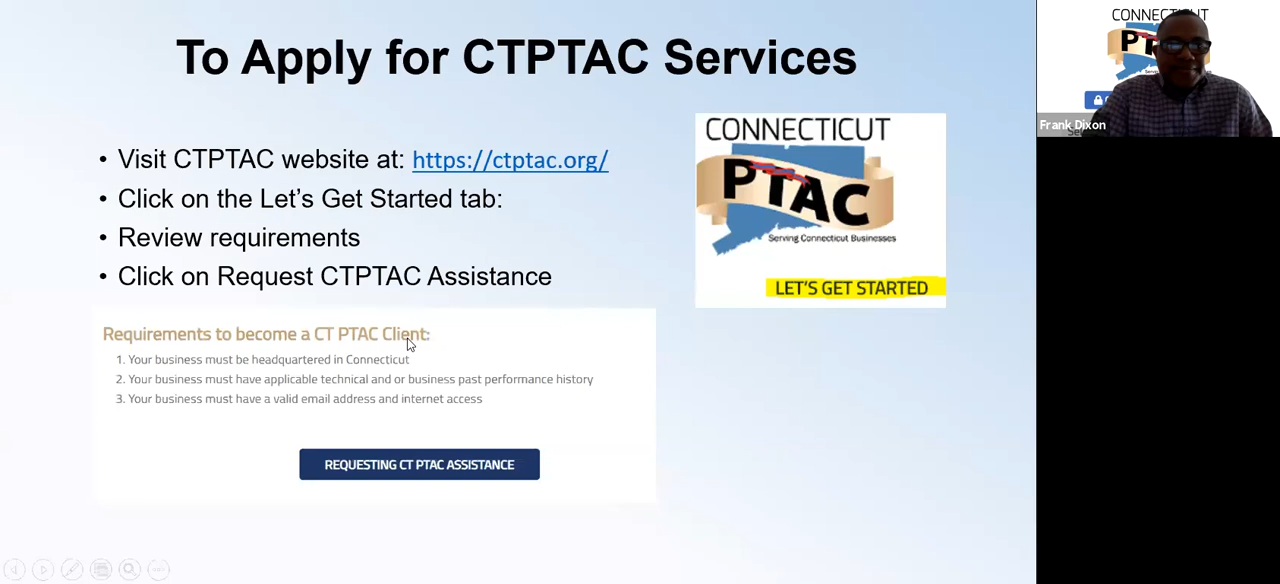 To Apply for CTPTAC Services
• Visit CTPTAC website at: https://ctptac.org/
• Click on the Let's Get Started tab:
• Review requirements
• Click on Request CTPTAC Assistance
Requirements to become a CT PTAC Client:
1. Your business must be headquartered in Connecticut
2. Your business must have applicable technical and or business past performance history
3. Your business must have a valid email address and internet access
REQUESTING CT PTAC ASSISTANCE
CONNECTICUT
PTAC
Serving Connecticut Businesses
LET'S GET STARTED
CONNECTICUT
Frank Dixon